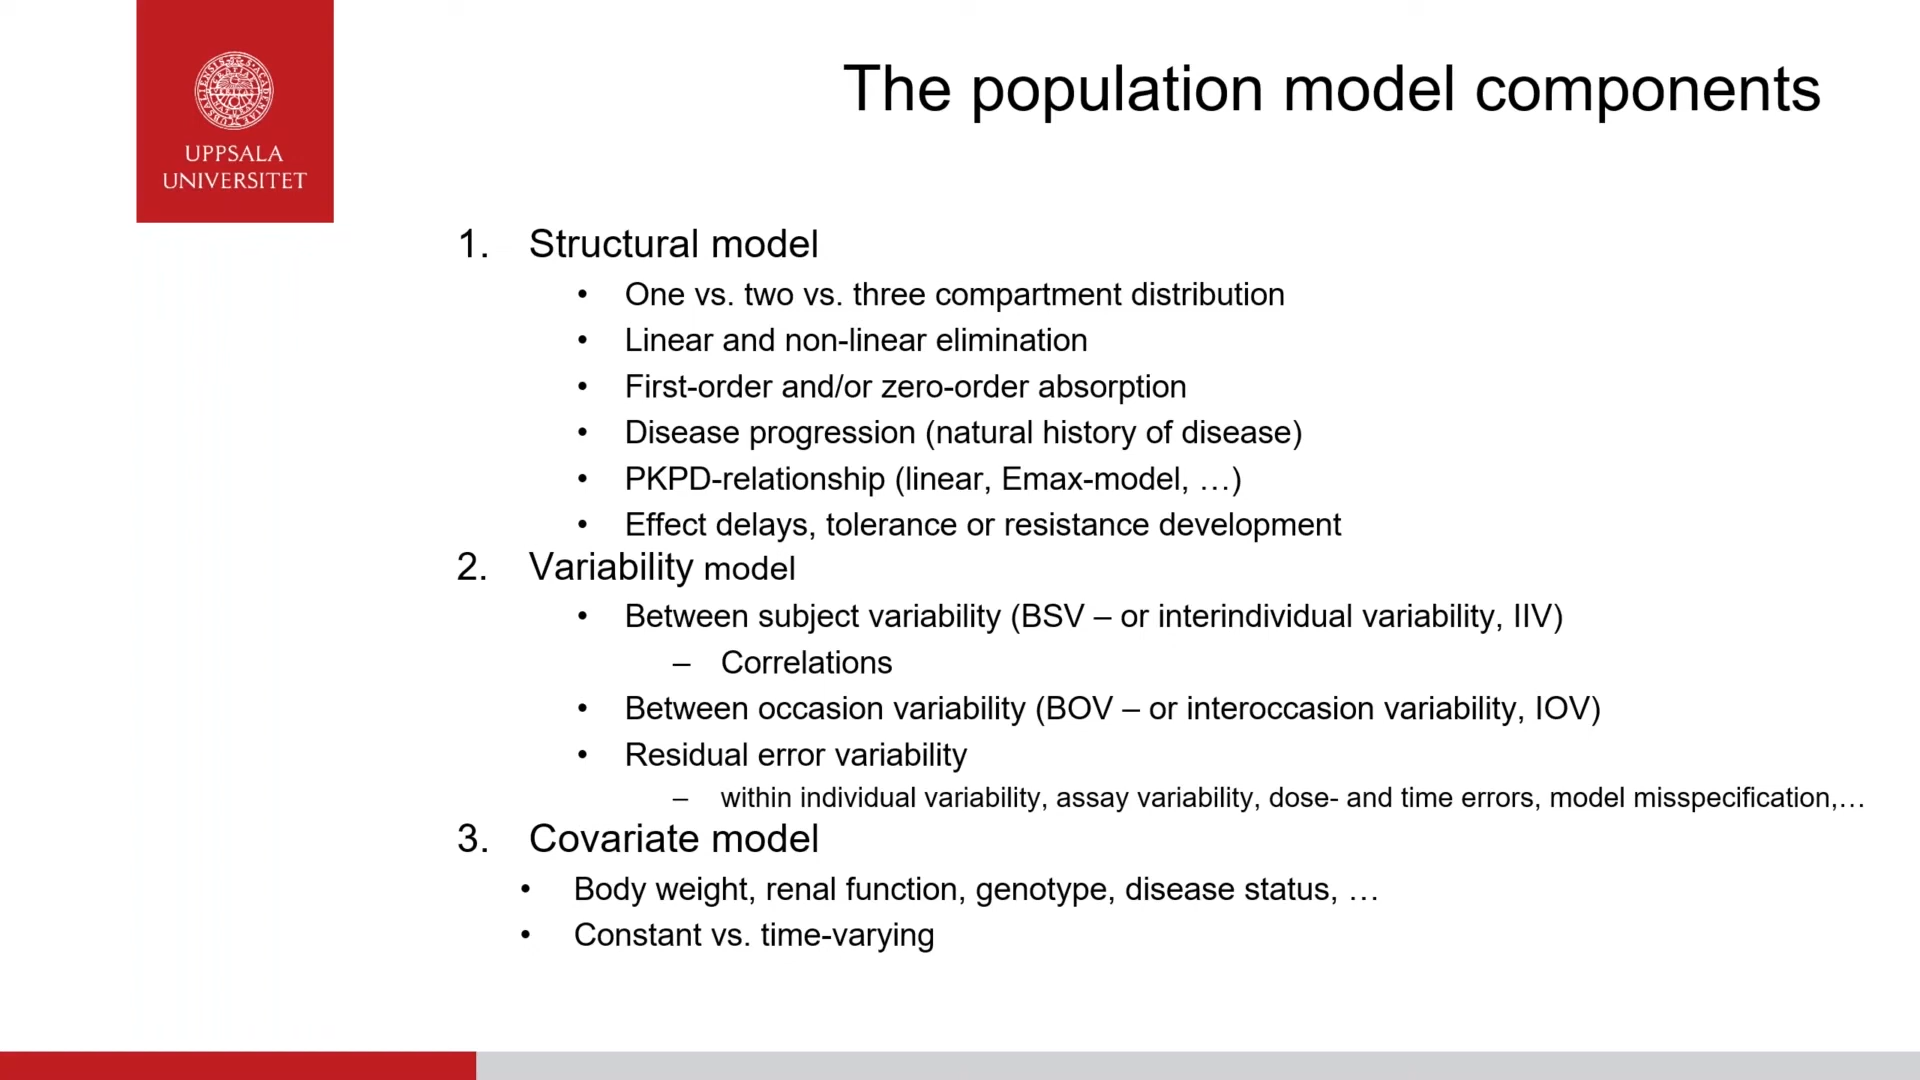 UPPSALA
UNIVERSITET
The population model components
1. Structural model
• One vs. two vs. three compartment distribution
• Linear and non-linear elimination
• First-order and/or zero-order absorption
• Disease progression (natural history of disease)
• PKPD-relationship (linear, Emax-model, …)
• Effect delays, tolerance or resistance development
2. Variability model
• Between subject variability (BSV – or interindividual variability, IIV)
– Correlations
• Between occasion variability (BOV – or interoccasion variability, IOV)
• Residual error variability
– within individual variability, assay variability, dose- and time errors, model misspecification,…
3. Covariate model
• Body weight, renal function, genotype, disease status, …
• Constant vs. time-varying